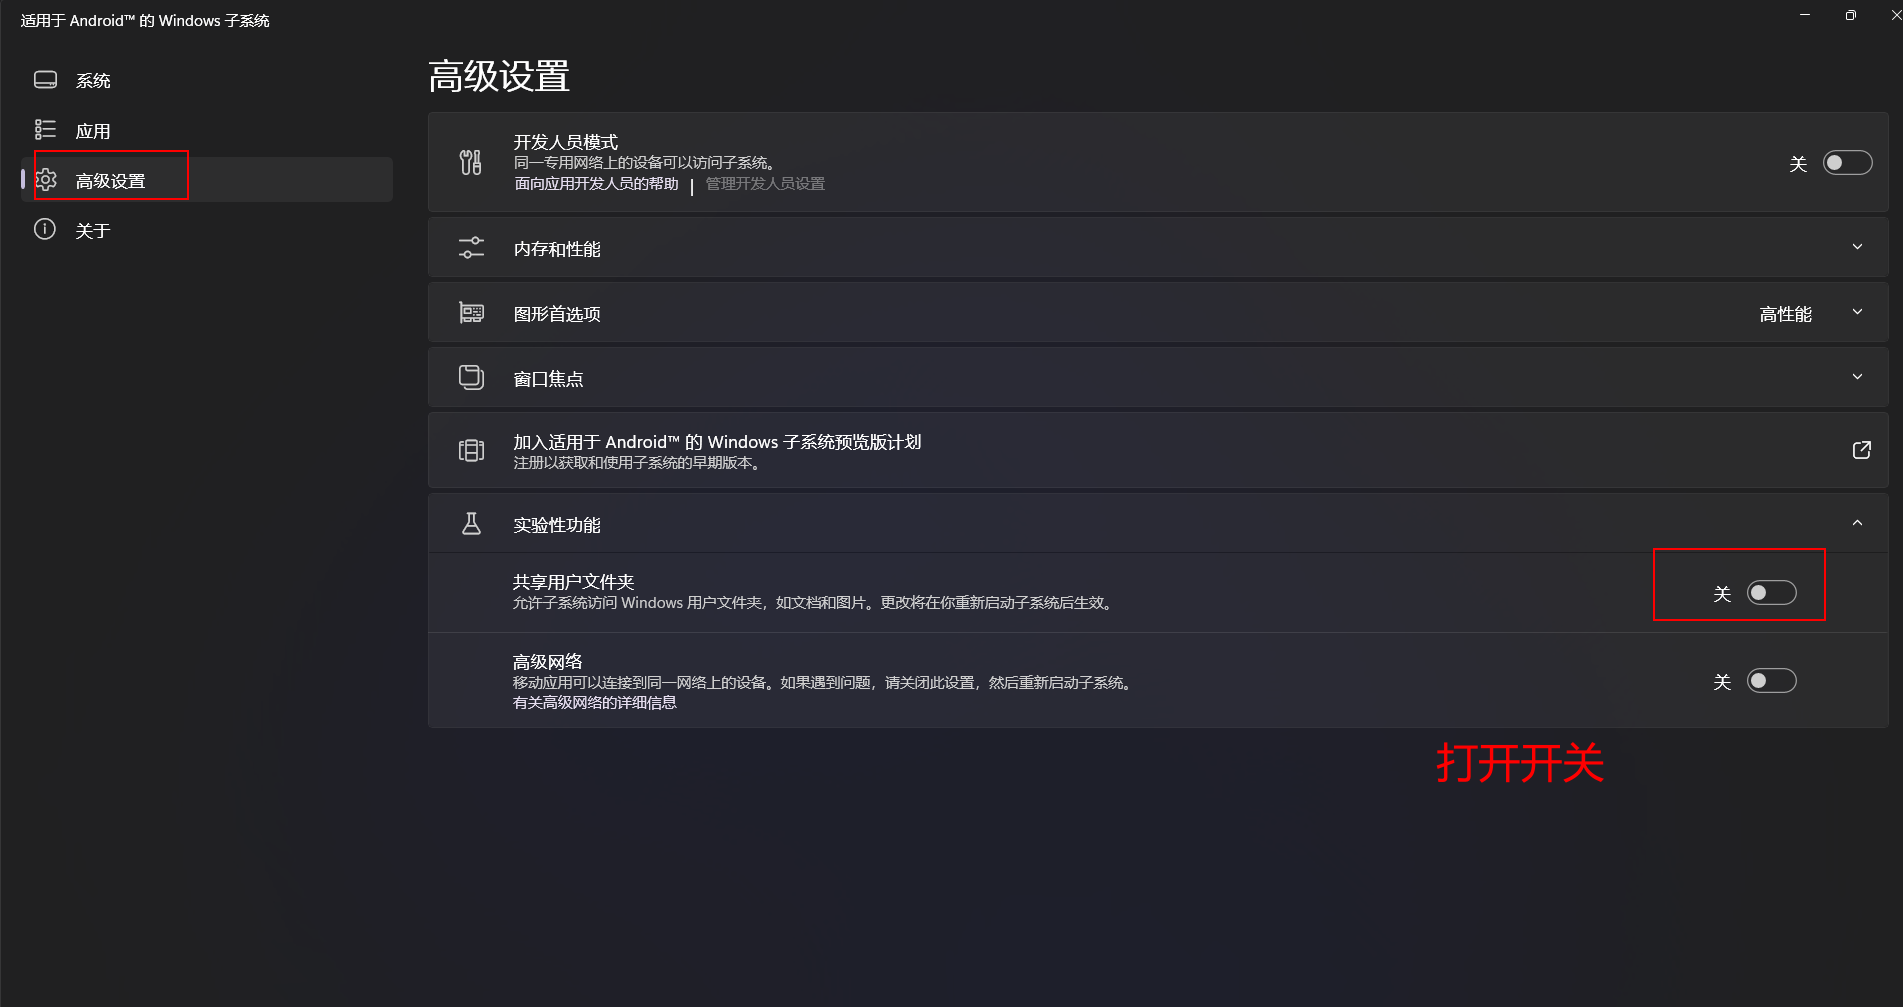 适用于 Android™ 的 Windows 子系统
系统
应用
高级设置
关于
高级设置
开发人员模式
同一专用网络上的设备可以访问子系统。
面向应用开发人员的帮助 | 管理开发人员设置
关
内存和性能
图形首选项
高性能
窗口焦点
加入适用于 Android™ 的 Windows 子系统预览版计划
注册以获取和使用子系统的早期版本。
实验性功能
共享用户文件夹
允许子系统访问 Windows 用户文件夹，如文档和图片。更改将在你重新启动子系统后生效。
关
高级网络
移动应用可以连接到同一网络上的设备。如果遇到问题，请关闭此设置，然后重新启动子系统。
有关高级网络的详细信息
关
打开开关